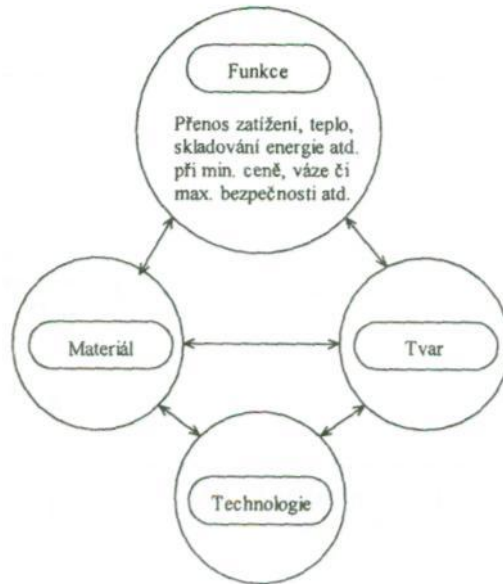 Funkce
Přenos zatížení, teplo,
skladování energie atd.
při min. ceně, váze či
max. bezpečnosti atd.
Materiál
Tvar
Technologie